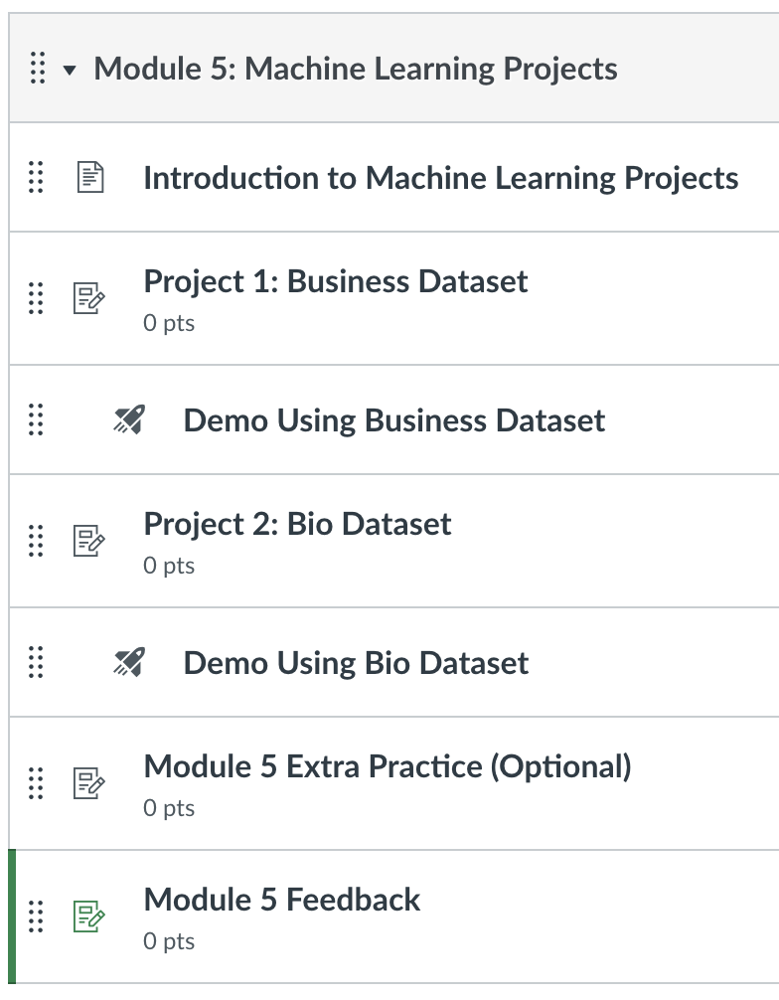 Module 5: Machine Learning Projects
Introduction to Machine Learning Projects
Project 1: Business Dataset
0 pts
Demo Using Business Dataset
Project 2: Bio Dataset
0 pts
Demo Using Bio Dataset
Module 5 Extra Practice (Optional)
0 pts
Module 5 Feedback
0 pts